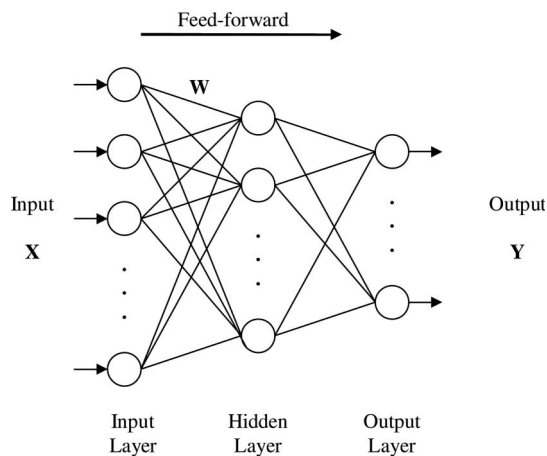 Feed-forward
W
Input
X
Output
Y
Input
Layer
Hidden
Layer
Output
Layer